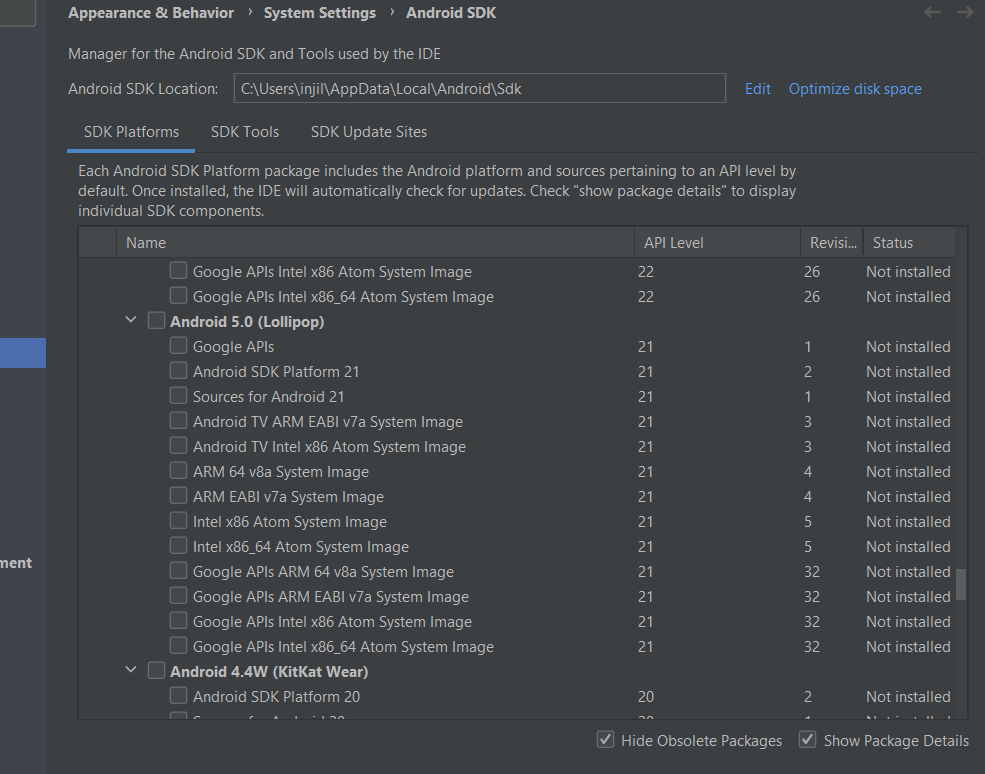 Appearance & Behavior › System Settings › Android SDK
Manager for the Android SDK and Tools used by the IDE
Android SDK Location: C:\Users\injil\AppData\Local\Android\Sdk Edit Optimize disk space
SDK Platforms SDK Tools SDK Update Sites
Each Android SDK Platform package includes the Android platform and sources pertaining to an API level by
default. Once installed, the IDE will automatically check for updates. Check "show package details" to display
individual SDK components.
Name API Level Revisi... Status
Google APIs Intel x86 Atom System Image 22 26 Not installed
Google APIs Intel x86_64 Atom System Image 22 26 Not installed
Android 5.0 (Lollipop)
Google APIs 21 1 Not installed
Android SDK Platform 21 21 2 Not installed
Sources for Android 21 21 1 Not installed
Android TV ARM EABI v7a System Image 21 3 Not installed
Android TV Intel x86 Atom System Image 21 3 Not installed
ARM 64 v8a System Image 21 4 Not installed
ARM EABI v7a System Image 21 4 Not installed
Intel x86 Atom System Image 21 5 Not installed
Intel x86_64 Atom System Image 21 5 Not installed
ment
Google APIs ARM 64 v8a System Image 21 32 Not installed
Google APIs ARM EABI v7a System Image 21 32 Not installed
Google APIs Intel x86 Atom System Image 21 32 Not installed
Google APIs Intel x86_64 Atom System Image 21 32 Not installed
Android 4.4W (KitKat Wear)
Android SDK Platform 20 20 2 Not installed
Hide Obsolete Packages Show Package Details